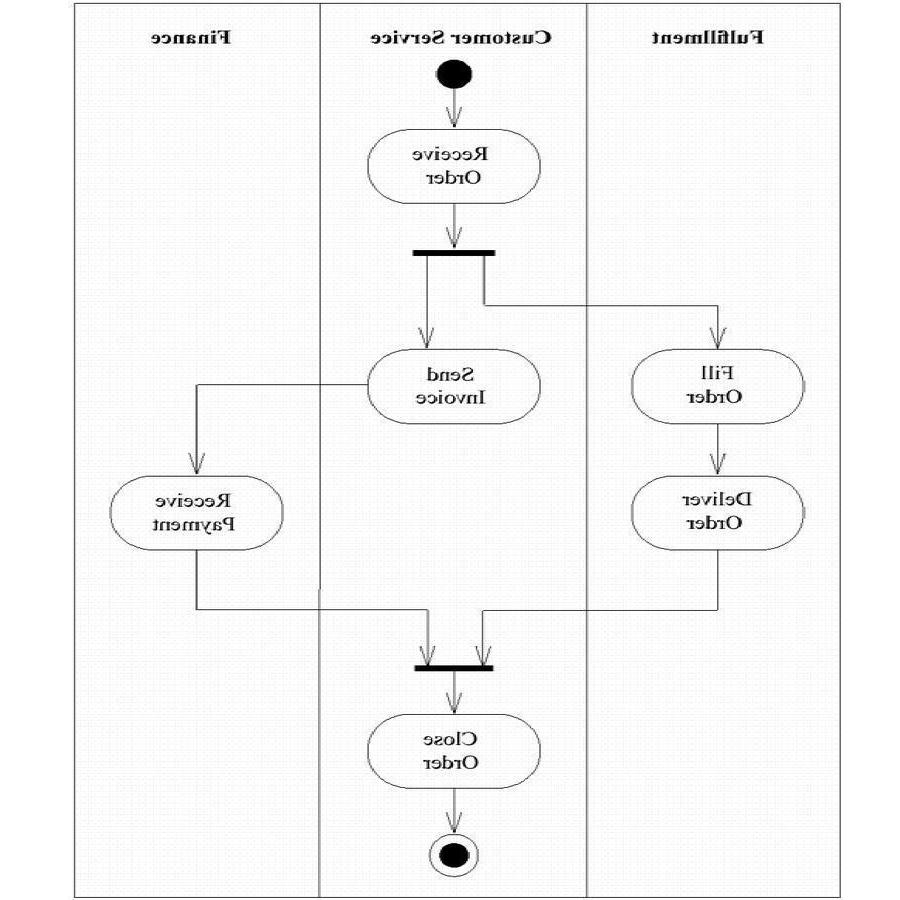 Fulfillment
Customer Service
Finance
Receive
Order
Send
Invoice
Fill
Order
Receive
Payment
Deliver
Order
Close
Order